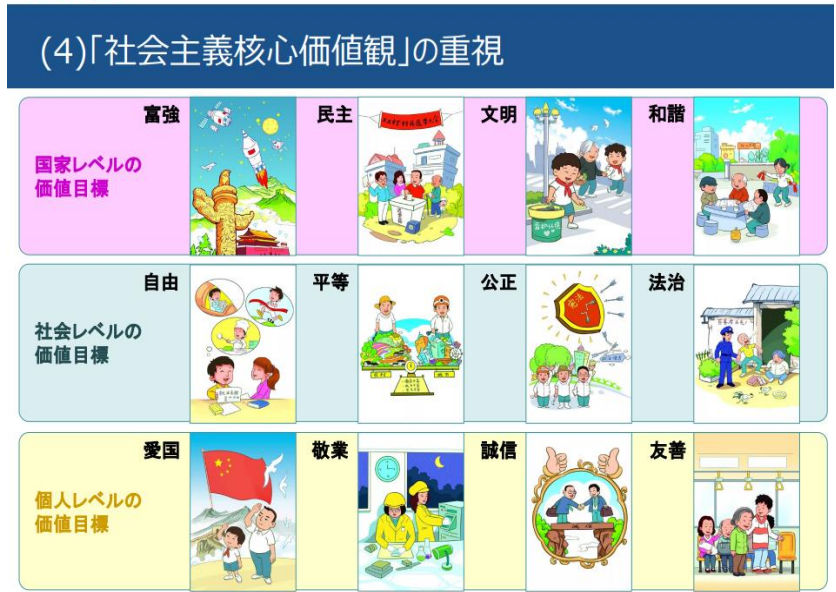 (4)「社会主義核心価値観」の重視
富強
民主
文明
和諧
国家レベルの
価値目標
自由
平等
公正
法治
社会レベルの
価値目標
憲法
愛国
敬業
誠信
友善
個人レベルの
価値目標